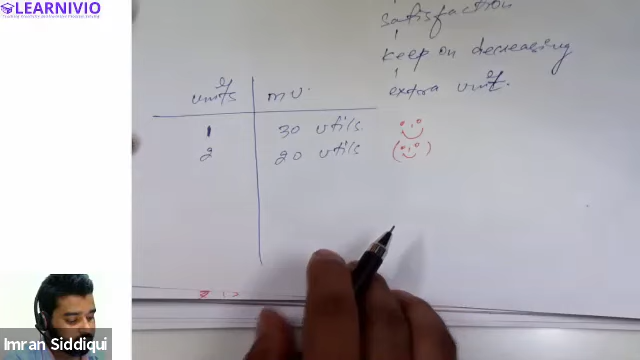 LEARNIVIO
satisfaction
keep on decreasing
extra unit.
units MU.
1 30 utils.
2 20 utils
Imran Siddiqui